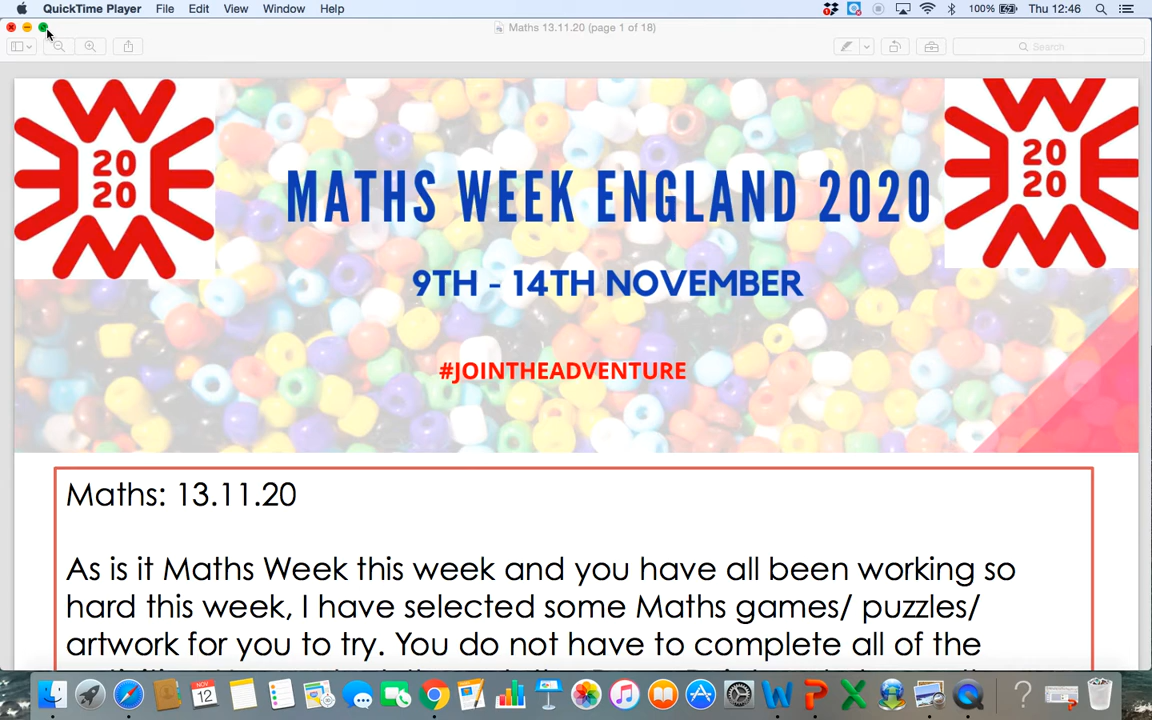 QuickTime Player File Edit View Window Help 100% Thu 12:46
Maths 13.11.20 (page 1 of 18)
Search
20
20
20
20
MATHS WEEK ENGLAND 2020
9TH - 14TH NOVEMBER
#JOINTHEADVENTURE
Maths: 13.11.20
As is it Maths Week this week and you have all been working so
hard this week, I have selected some Maths games/ puzzles/
artwork for you to try. You do not have to complete all of the
NOV
12